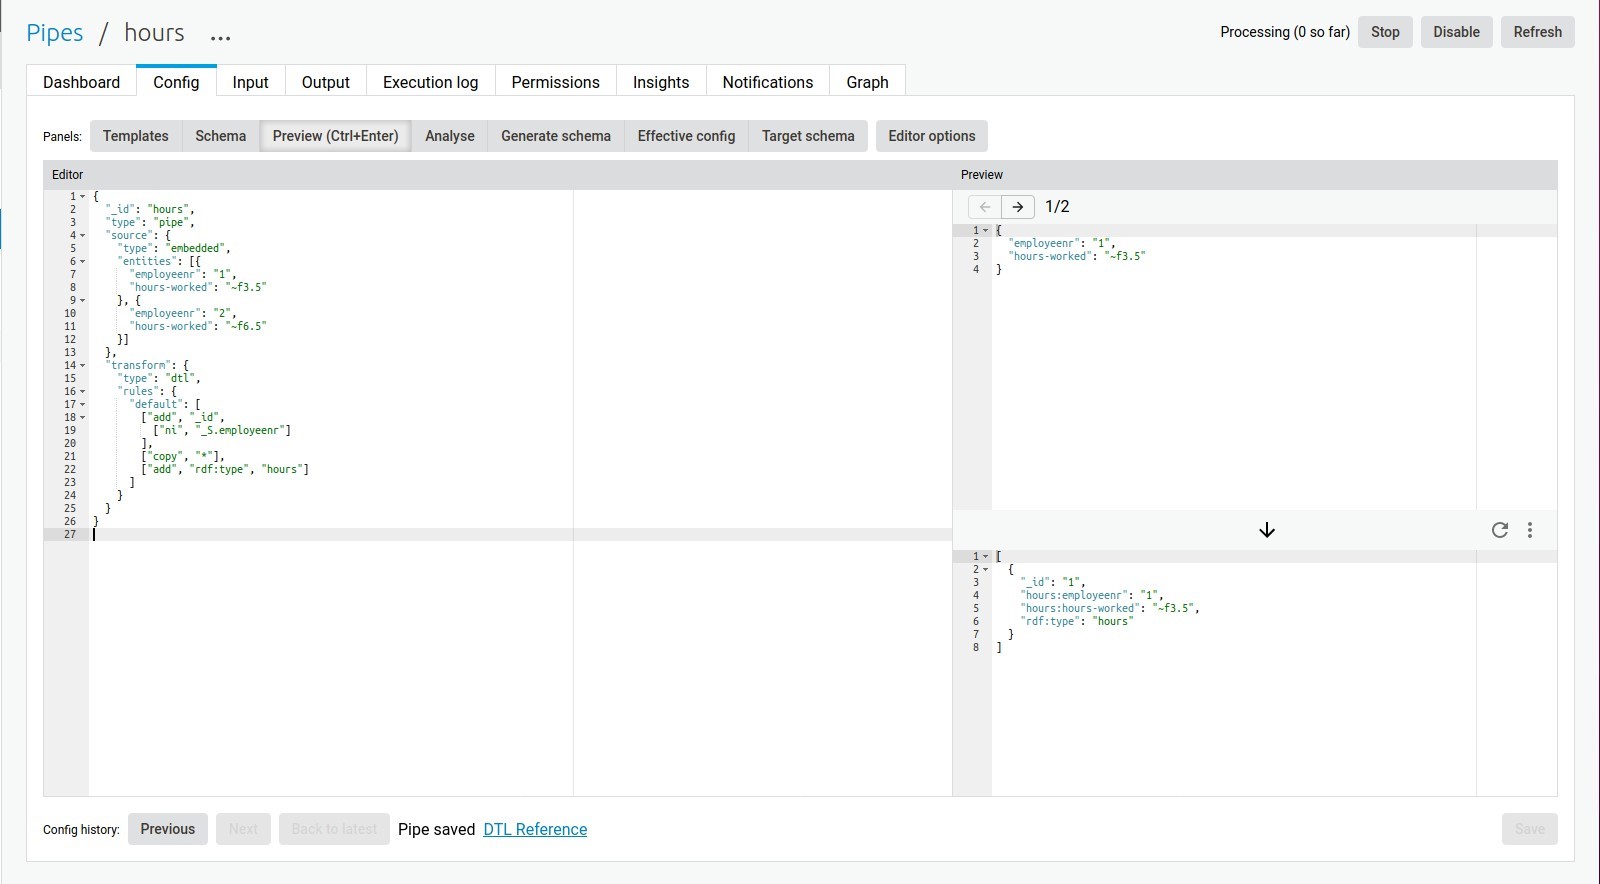 Pipes / hours ...
Processing (0 so far) Stop Disable Refresh
Dashboard Config Input Output Execution log Permissions Insights Notifications Graph
Panels: Templates Schema Preview (Ctrl+Enter) Analyse Generate schema Effective config Target schema Editor options
Editor
1 {
2 "_id": "hours",
3 "type": "pipe",
4 "source": {
5 "type": "embedded",
6 "entities": [{
7 "employeenr": "1",
8 "hours-worked": "~f3.5"
9 }, {
10 "employeenr": "2",
11 "hours-worked": "~f6.5"
12 }]
13 },
14 "transform": {
15 "type": "dtl",
16 "rules": {
17 "default": [
18 ["add", "_id",
19 ["ni", "_S.employeenr"]
20 ],
21 ["copy", "*"],
22 ["add", "rdf:type", "hours"]
23 ]
24 }
25 }
26 }
27
Preview
← → 1/2
1 {
2 "employeenr": "1",
3 "hours-worked": "~f3.5"
4 }
1 [
2 {
3 "_id": "1",
4 "hours:employeenr": "1",
5 "hours:hours-worked": "~f3.5",
6 "rdf:type": "hours"
7 }
8 ]
Config history: Previous Next Back to latest Pipe saved DTL Reference Save